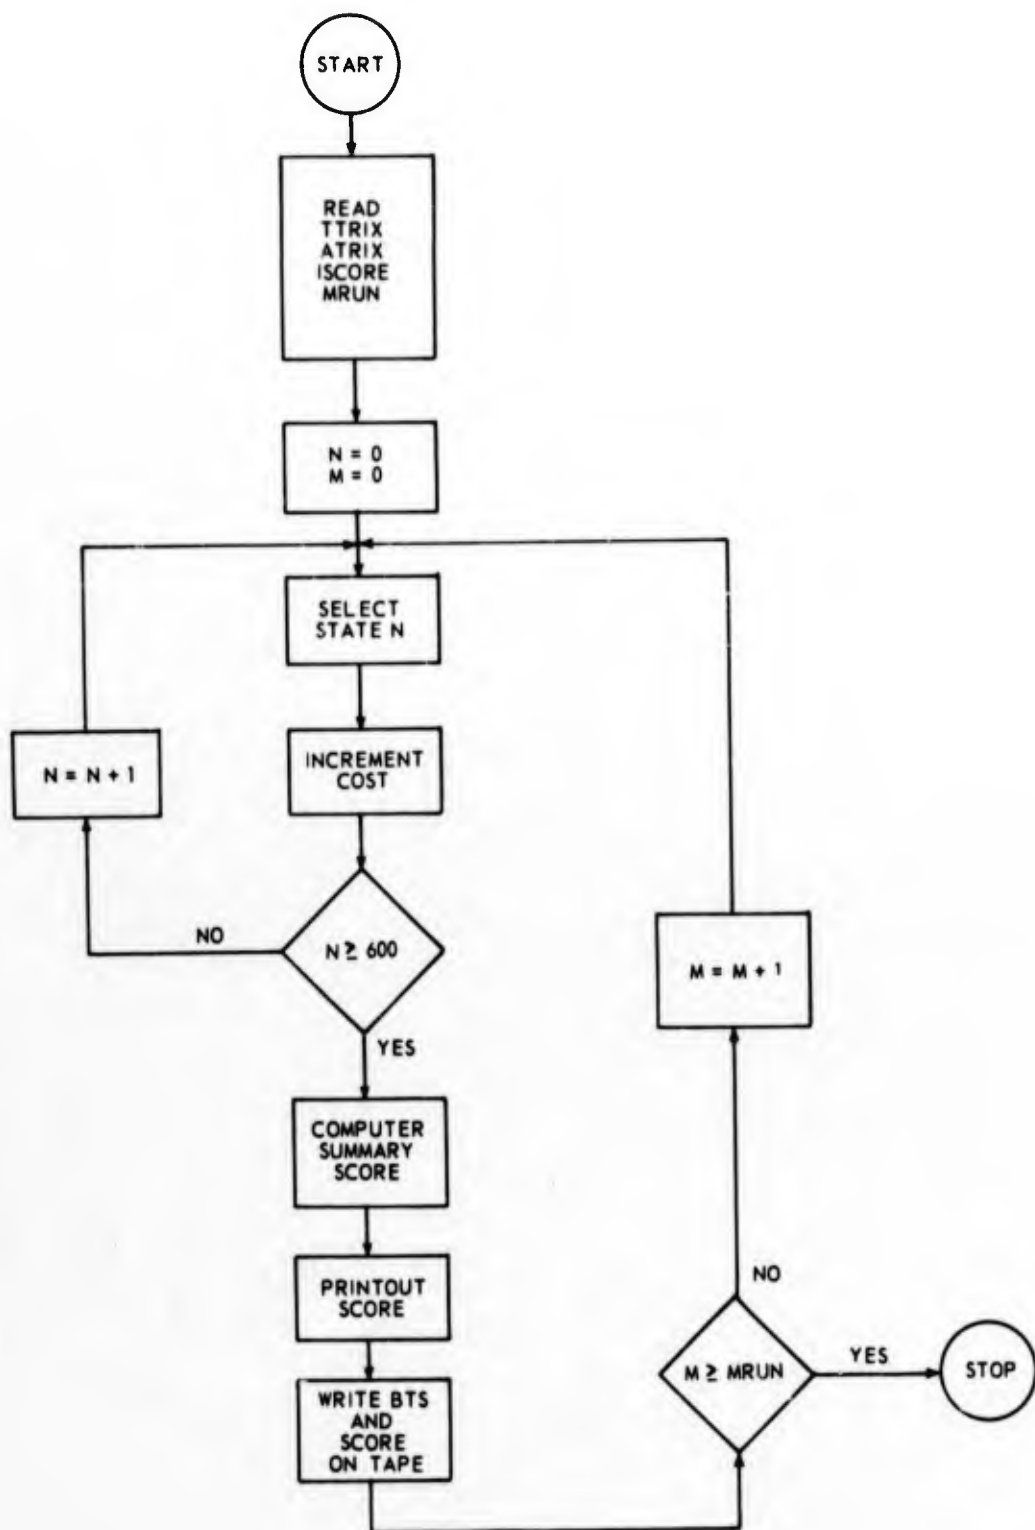 START
READ
TTRIX
ATRIX
ISCORE
MRUN
N = 0
M = 0
SELECT
STATE N
INCREMENT
COST
N = N + 1
N ≥ 600
NO
YES
COMPUTER
SUMMARY
SCORE
PRINTOUT
SCORE
WRITE BTS
AND
SCORE
ON TAPE
M = M + 1
NO
M ≥ MRUN
YES
STOP